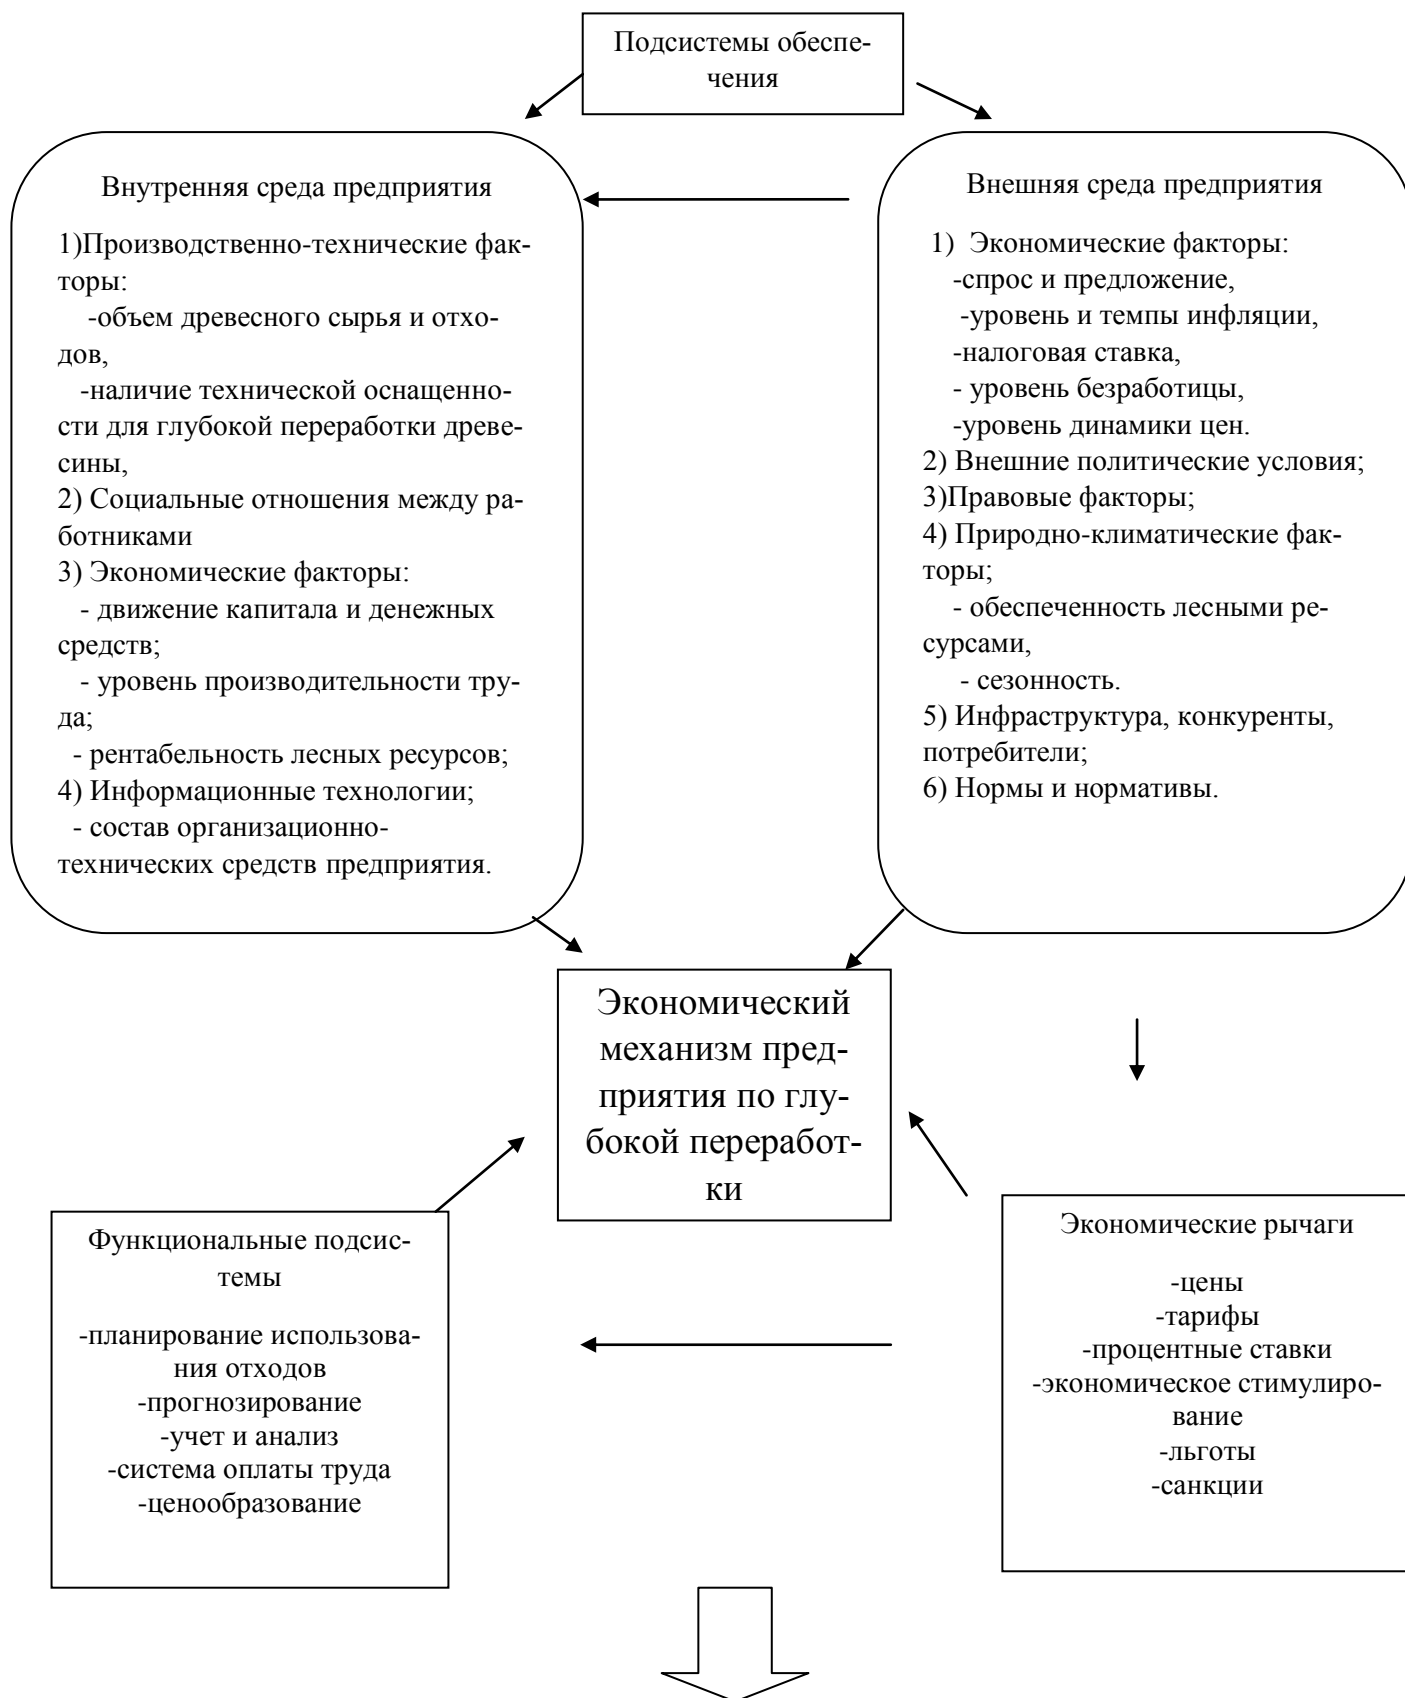 Подсистемы обеспе-
чения
Внутренняя среда предприятия
1)Производственно-технические фак-
торы:
-объем древесного сырья и отхо-
дов,
-наличие технической оснащенно-
сти для глубокой переработки древе-
сины,
2) Социальные отношения между ра-
ботниками
3) Экономические факторы:
- движение капитала и денежных
средств;
- уровень производительности тру-
да;
- рентабельность лесных ресурсов;
4) Информационные технологии;
- состав организационно-
технических средств предприятия.
Внешняя среда предприятия
1) Экономические факторы:
-спрос и предложение,
-уровень и темпы инфляции,
-налоговая ставка,
- уровень безработицы,
-уровень динамики цен.
2) Внешние политические условия;
3)Правовые факторы;
4) Природно-климатические фак-
торы;
- обеспеченность лесными ре-
сурсами,
- сезонность.
5) Инфраструктура, конкуренты,
потребители;
6) Нормы и нормативы.
Экономический
механизм пред-
приятия по глу-
бокой переработ-
ки
Функциональные подсис-
темы
-планирование использова-
ния отходов
-прогнозирование
-учет и анализ
-система оплаты труда
-ценообразование
Экономические рычаги
-цены
-тарифы
-процентные ставки
-экономическое стимулиро-
вание
-льготы
-санкции